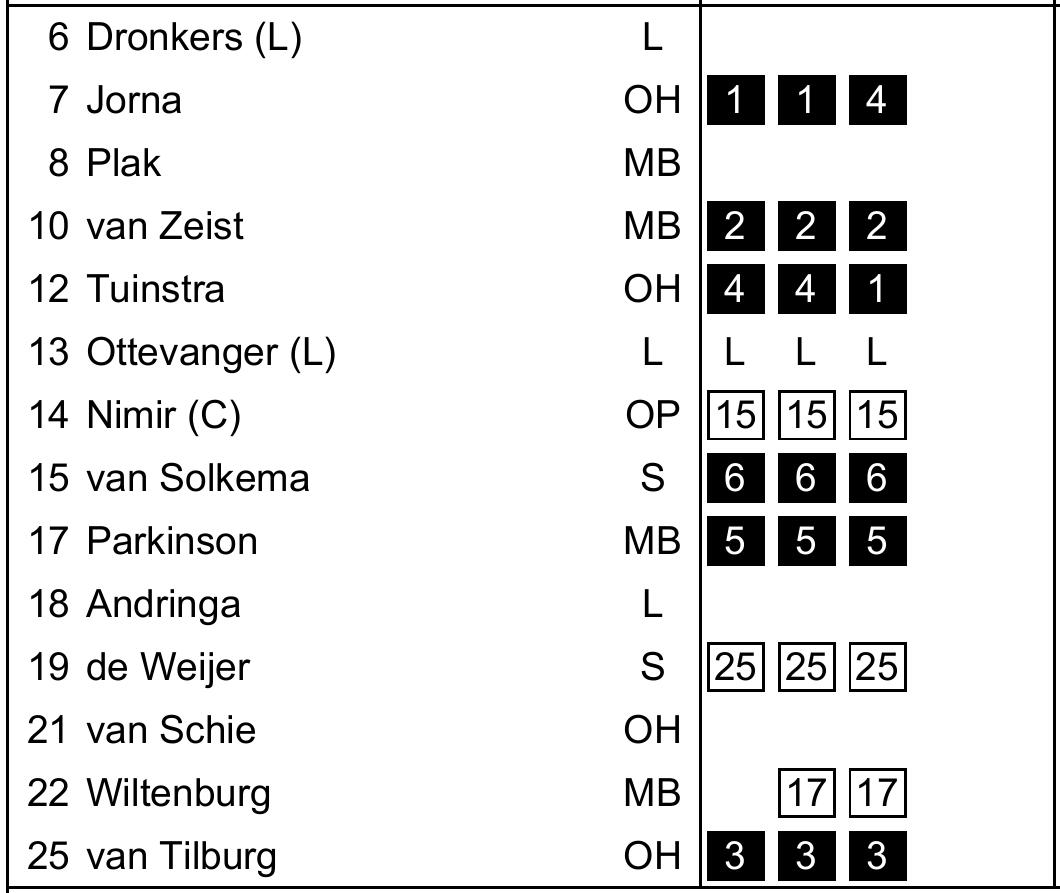 6 Dronkers (L) L
7 Jorna OH 1 1 4
8 Plak MB
10 van Zeist MB 2 2 2
12 Tuinstra OH 4 4 1
13 Ottevanger (L) L L L L
14 Nimir (C) OP 15 15 15
15 van Solkema S 6 6 6
17 Parkinson MB 5 5 5
18 Andringa L
19 de Weijer S 25 25 25
21 van Schie OH
22 Wiltenburg MB 17 17
25 van Tilburg OH 3 3 3